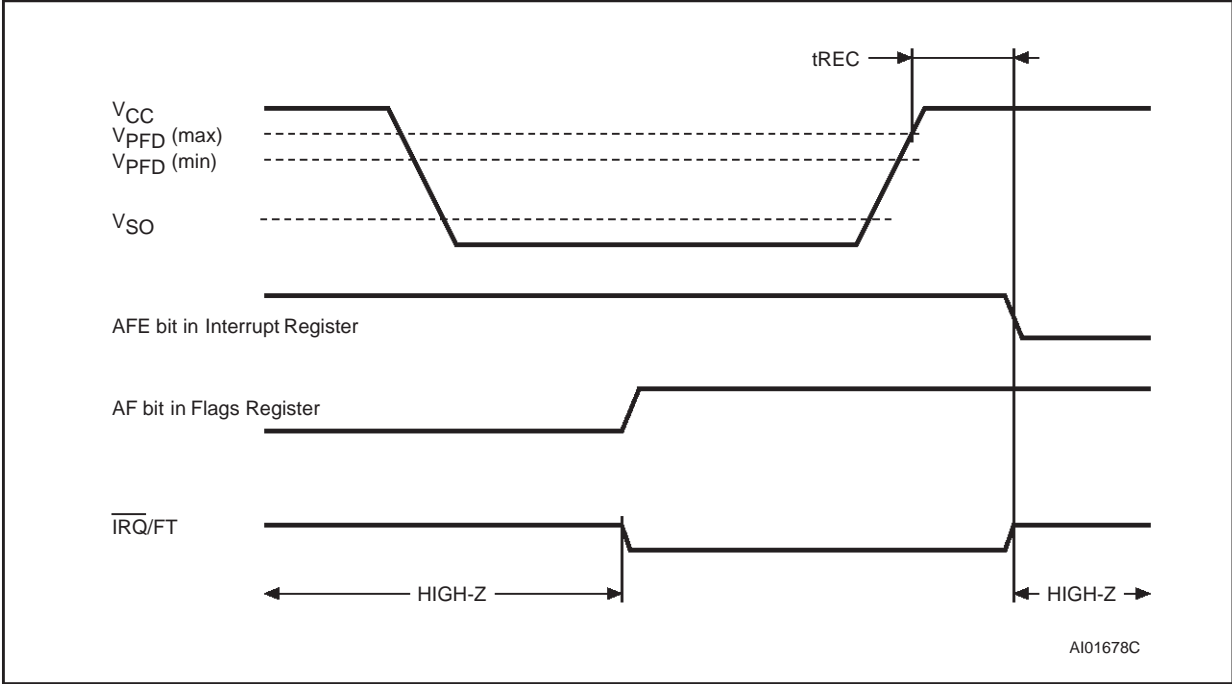 tREC
VCC
VPFD (max)
VPFD (min)
VSO
AFE bit in Interrupt Register
AF bit in Flags Register
IRQ/FT
HIGH-Z
HIGH-Z
AI01678C